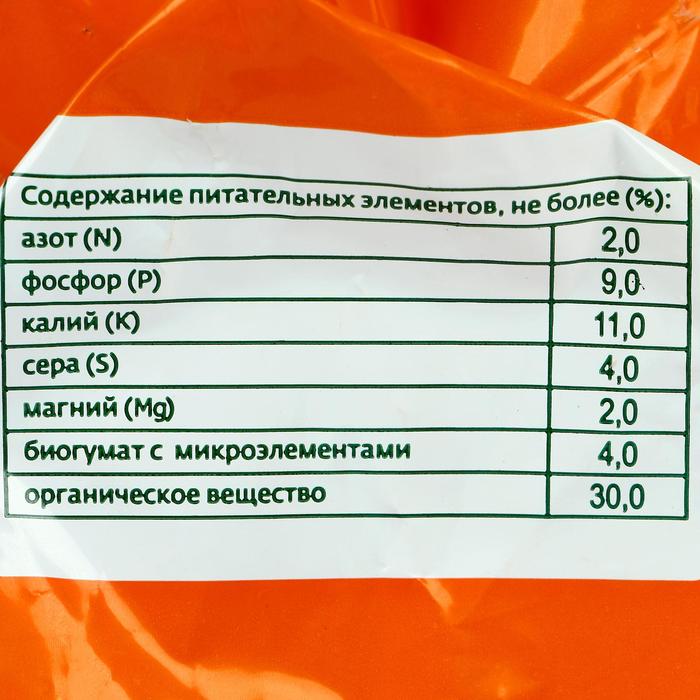 Содержание питательных элементов, не более (%):
азот (N) 2,0
фосфор (P) 9,0
калий (K) 11,0
сера (S) 4,0
магний (Mg) 2,0
биогумат с микроэлементами 4,0
органическое вещество 30,0